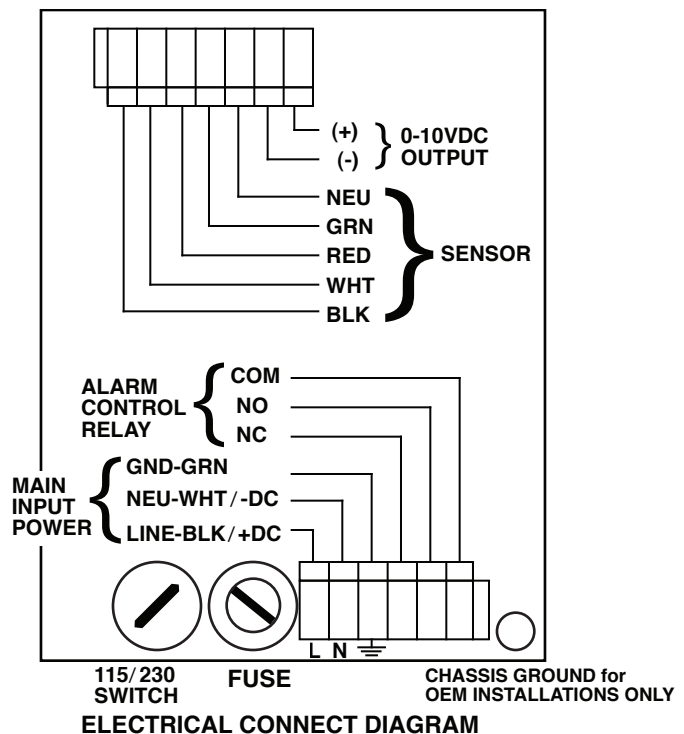 (+)
(-)
0-10VDC
OUTPUT
NEU
GRN
RED
WHT
BLK
SENSOR
ALARM
CONTROL
RELAY
COM
NO
NC
MAIN
INPUT
POWER
GND-GRN
NEU-WHT/-DC
LINE-BLK/+DC
L N
115/230
SWITCH
FUSE
CHASSIS GROUND for
OEM INSTALLATIONS ONLY
ELECTRICAL CONNECT DIAGRAM